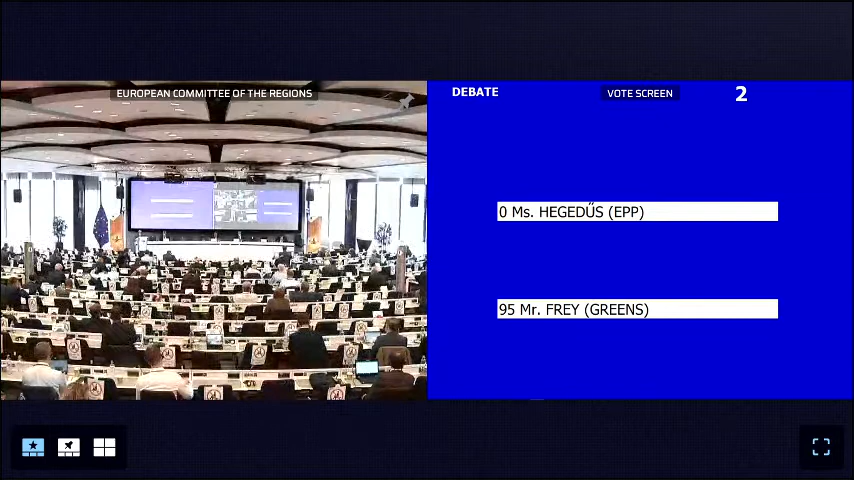 EUROPEAN COMMITTEE OF THE REGIONS
DEBATE
VOTE SCREEN
2
0 Ms. HEGEDŰS (EPP)
95 Mr. FREY (GREENS)